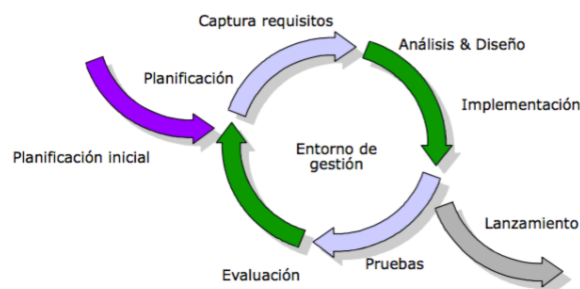 Captura requisitos
Análisis & Diseño
Planificación
Implementación
Planificación inicial
Entorno de
gestión
Lanzamiento
Pruebas
Evaluación